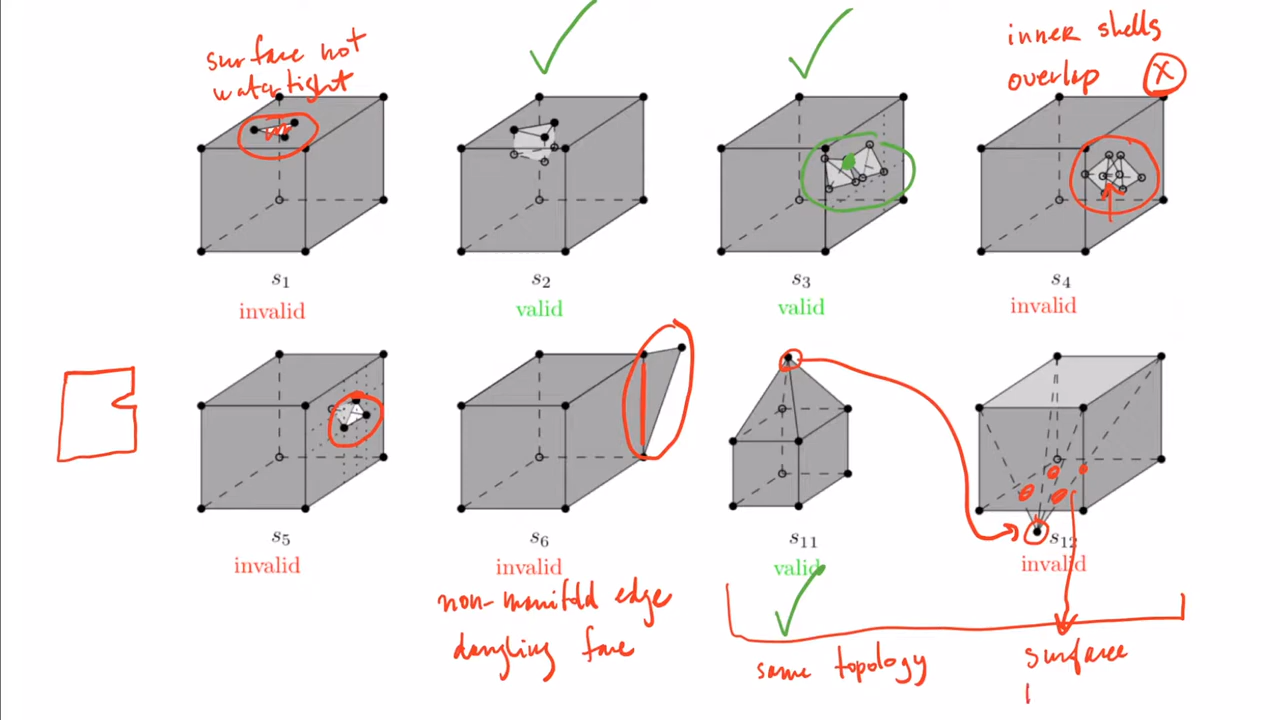 surface not
watertight
inner shells
overlap X
s1
invalid
s2
valid
s3
valid
s4
invalid
s5
invalid
s6
invalid
s11
valid
s12
invalid
non-manifold edge
dangling face
same topology
surface